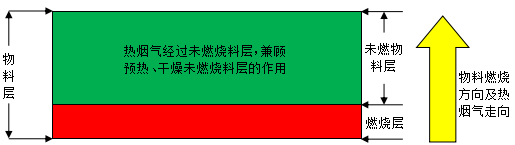 物
料
层
热烟气经过未燃烧料层，兼顾
预热、干燥未燃烧料层的作用
未燃物
料层
燃烧层
物料燃烧
方向及热
烟气走向